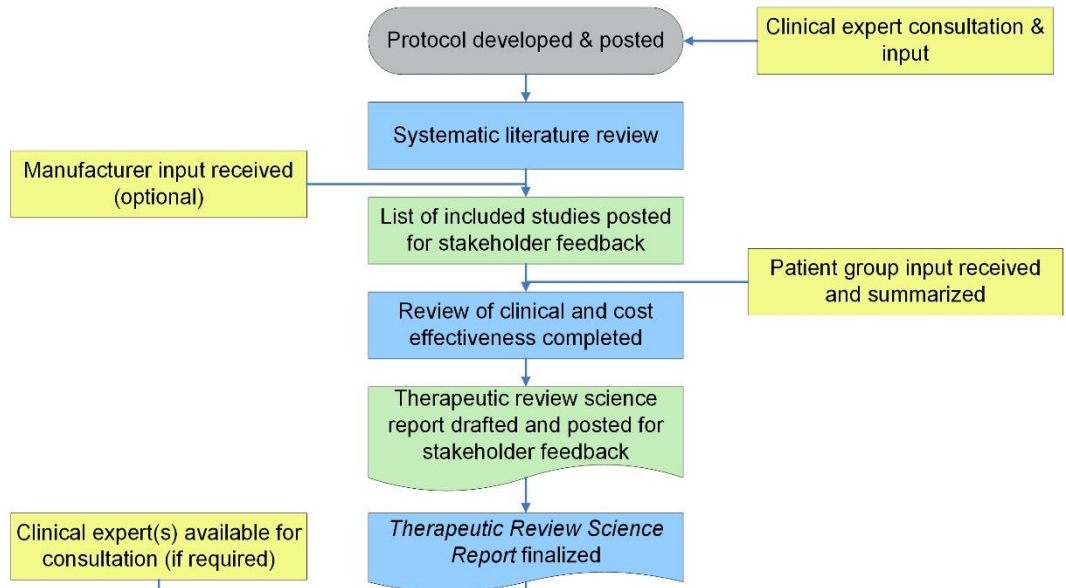 Protocol developed & posted
Clinical expert consultation &
input
Systematic literature review
Manufacturer input received
(optional)
List of included studies posted
for stakeholder feedback
Patient group input received
and summarized
Review of clinical and cost
effectiveness completed
Therapeutic review science
report drafted and posted for
stakeholder feedback
Clinical expert(s) available for
consultation (if required)
Therapeutic Review Science
Report finalized